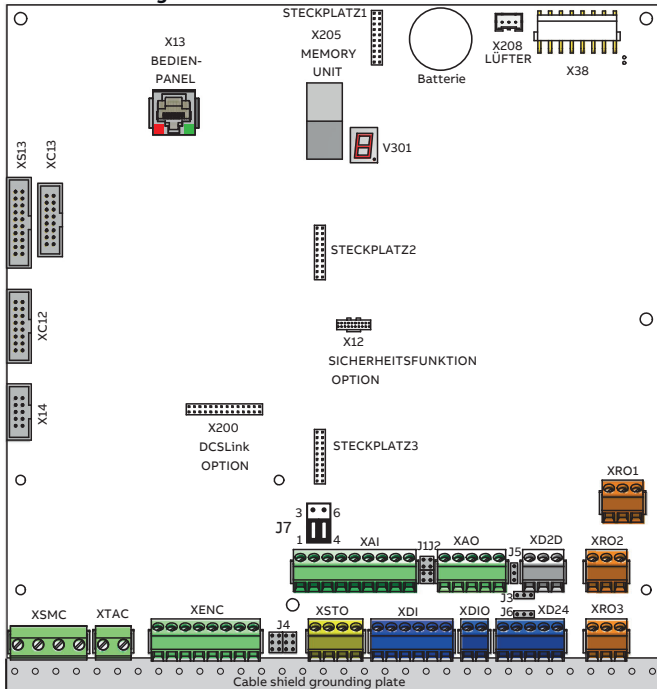 STECKPLATZ1
X13
BEDIEN-
PANEL
X205
MEMORY
UNIT
Batterie
X208
LÜFTER
X38
V301
XS13
XC13
STECKPLATZ2
XC12
X12
SICHERHEITSFUNKTION
OPTION
X14
X200
DCSLink
OPTION
STECKPLATZ3
XRO1
3 6
J7
1 4
XAI
J1J2
XAO
J5
XD2D
XRO2
J3
XSMC
XTAC
XENC
J4
XSTO
XDI
XDIO
J6
XD24
XRO3
Cable shield grounding plate